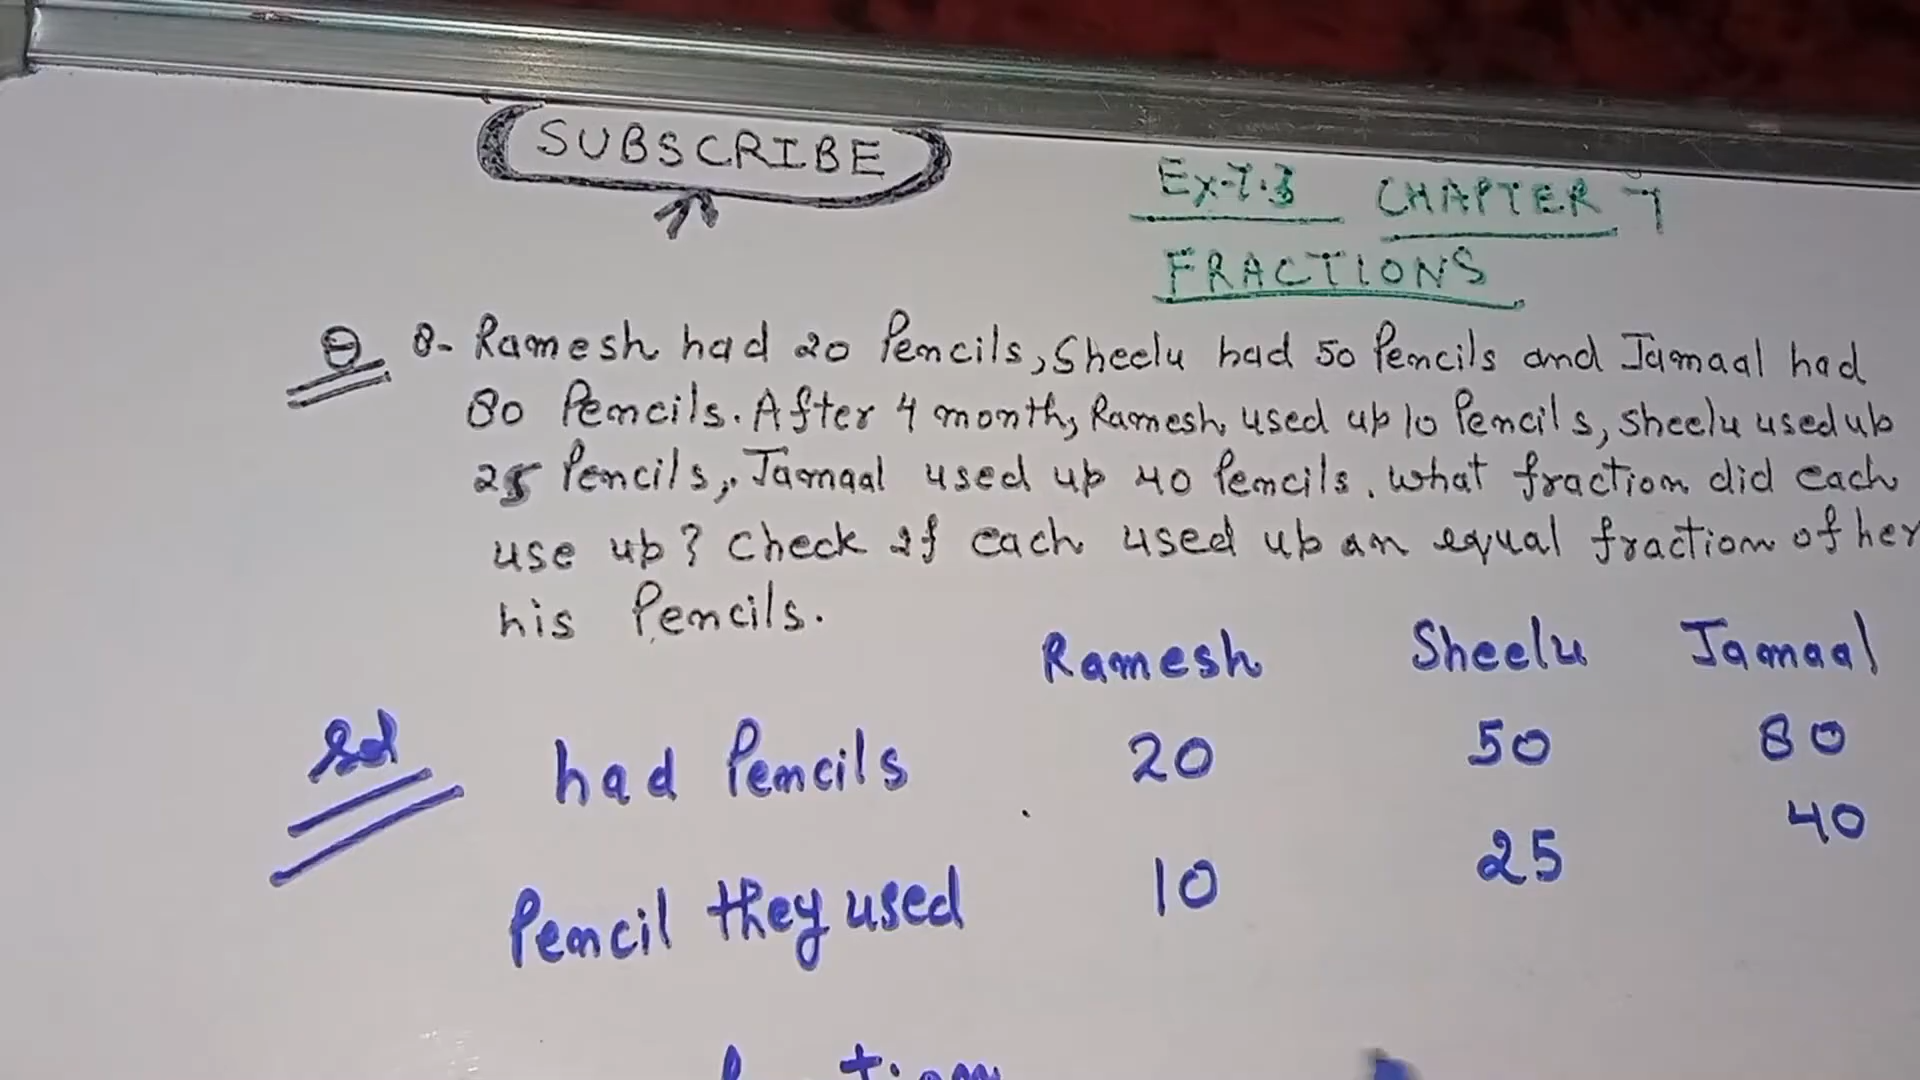 SUBSCRIBE
Ex-7.3 CHAPTER 7
FRACTIONS
Q 8- Ramesh had 20 Pencils, Sheelu had 50 Pencils and Jamaal had
80 Pencils. After 4 month, Ramesh used up 10 Pencils, sheelu used up
25 Pencils, Jamaal used up 40 Pencils. what fraction did each
use up? check if each used up an equal fraction of her
his Pencils.
Ramesh Sheelu Jamaal
Sol had Pencils 20 50 80
Pencil they used 10 25 40